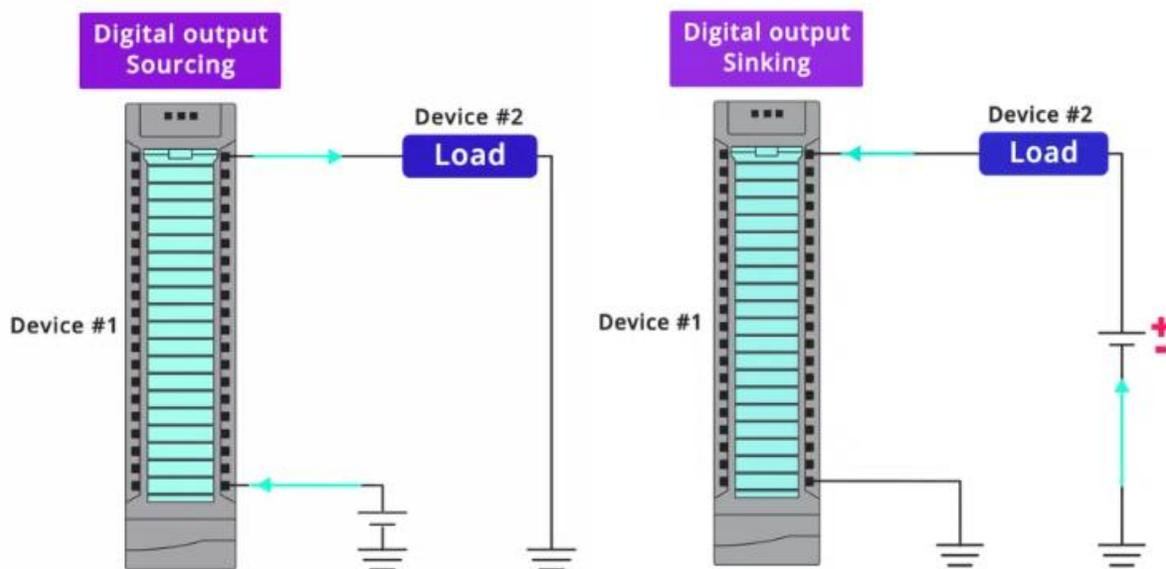 Digital output
Sourcing
Device #2
Load
Device #1
Digital output
Sinking
Device #2
Load
Device #1
+
-